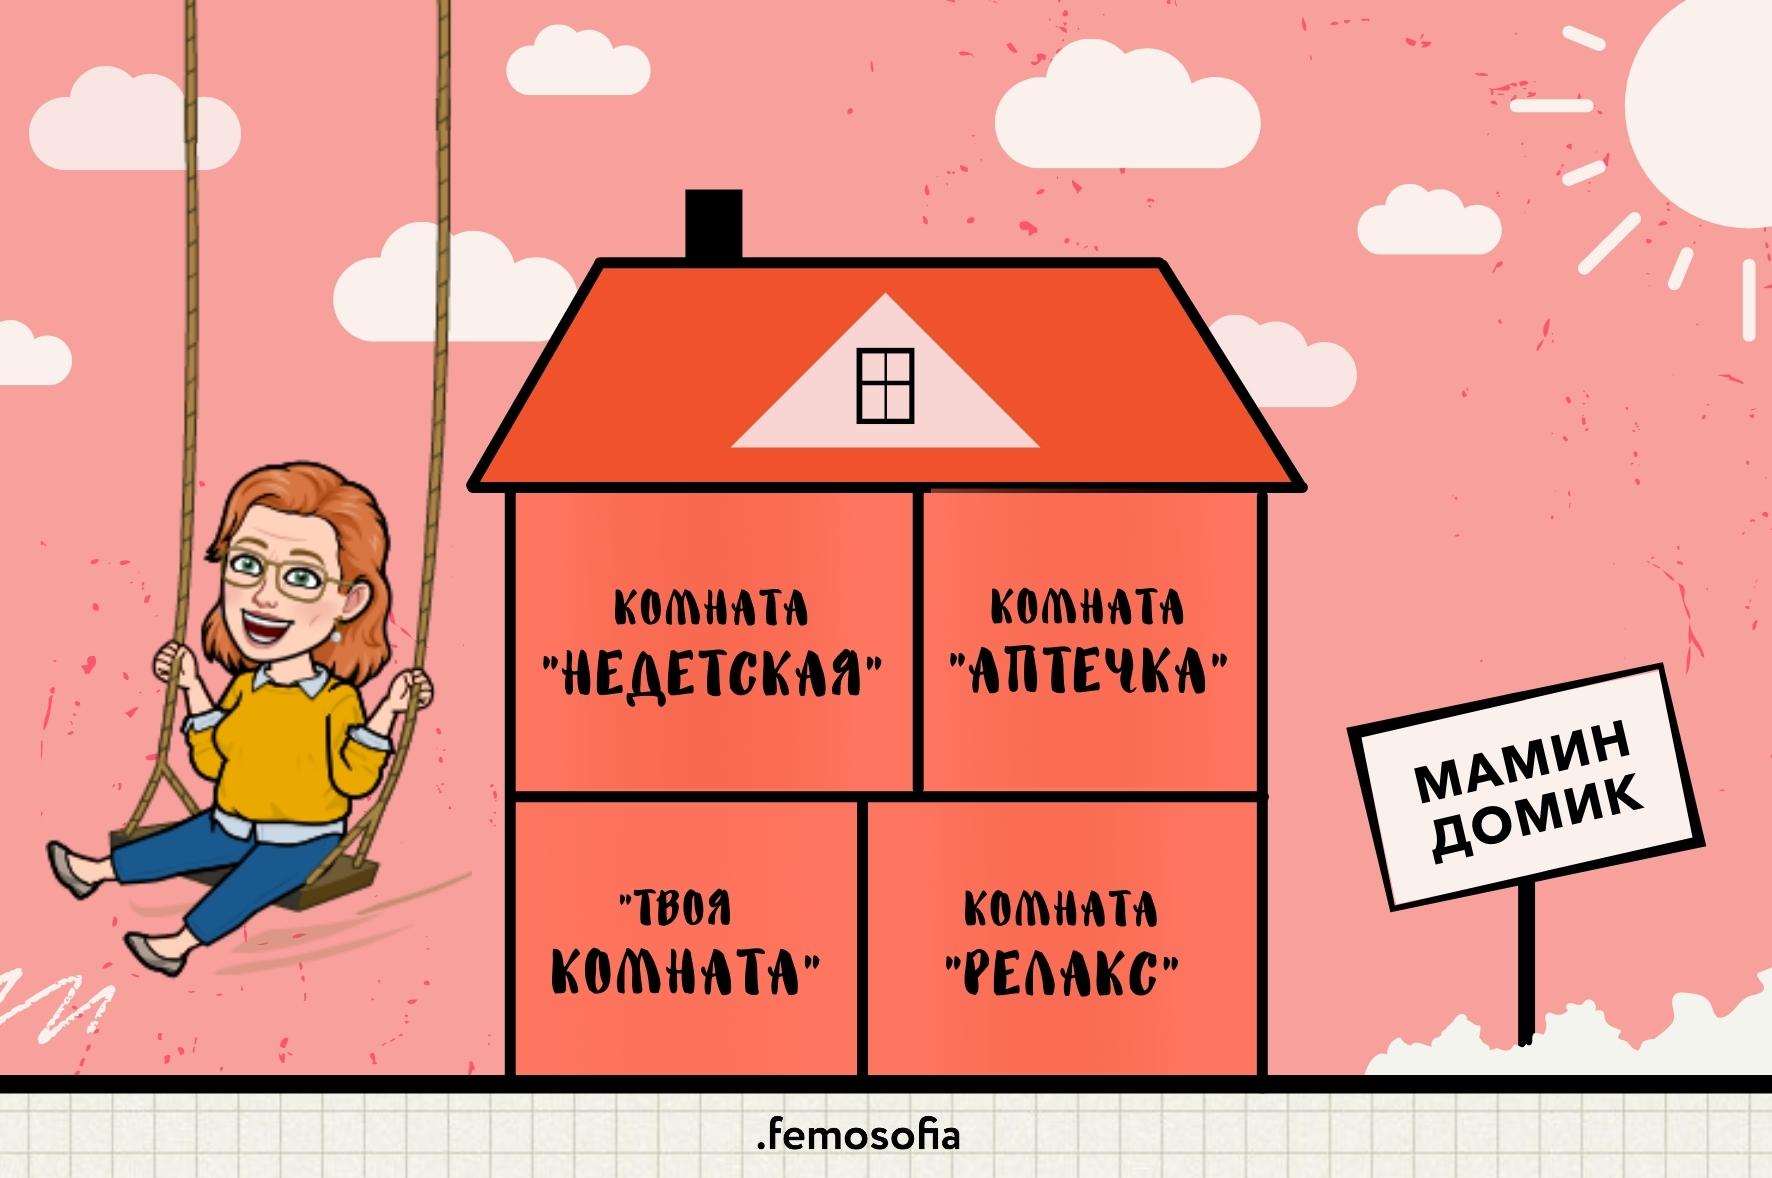 КОМНАТА
"НЕДЕТСКАЯ"
КОМНАТА
"АПТЕЧКА"
"ТВОЯ
КОМНАТА"
КОМНАТА
"РЕЛАКС"
МАМИН
ДОМИК
.femosofia